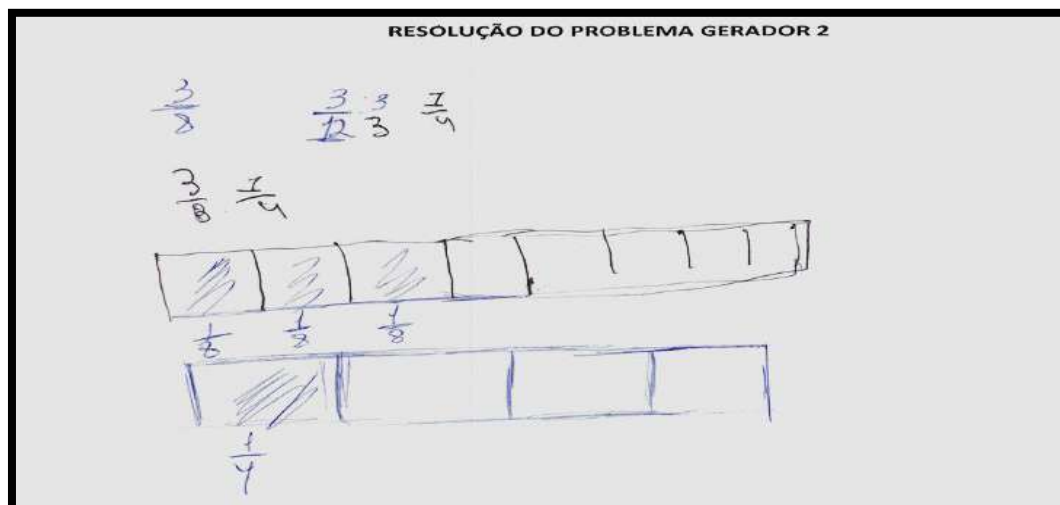 RESOLUÇÃO DO PROBLEMA GERADOR 2
3/8 3/12 : 3/3 1/4
3/8 . 1/4
1/8 1/8 1/8
1/4